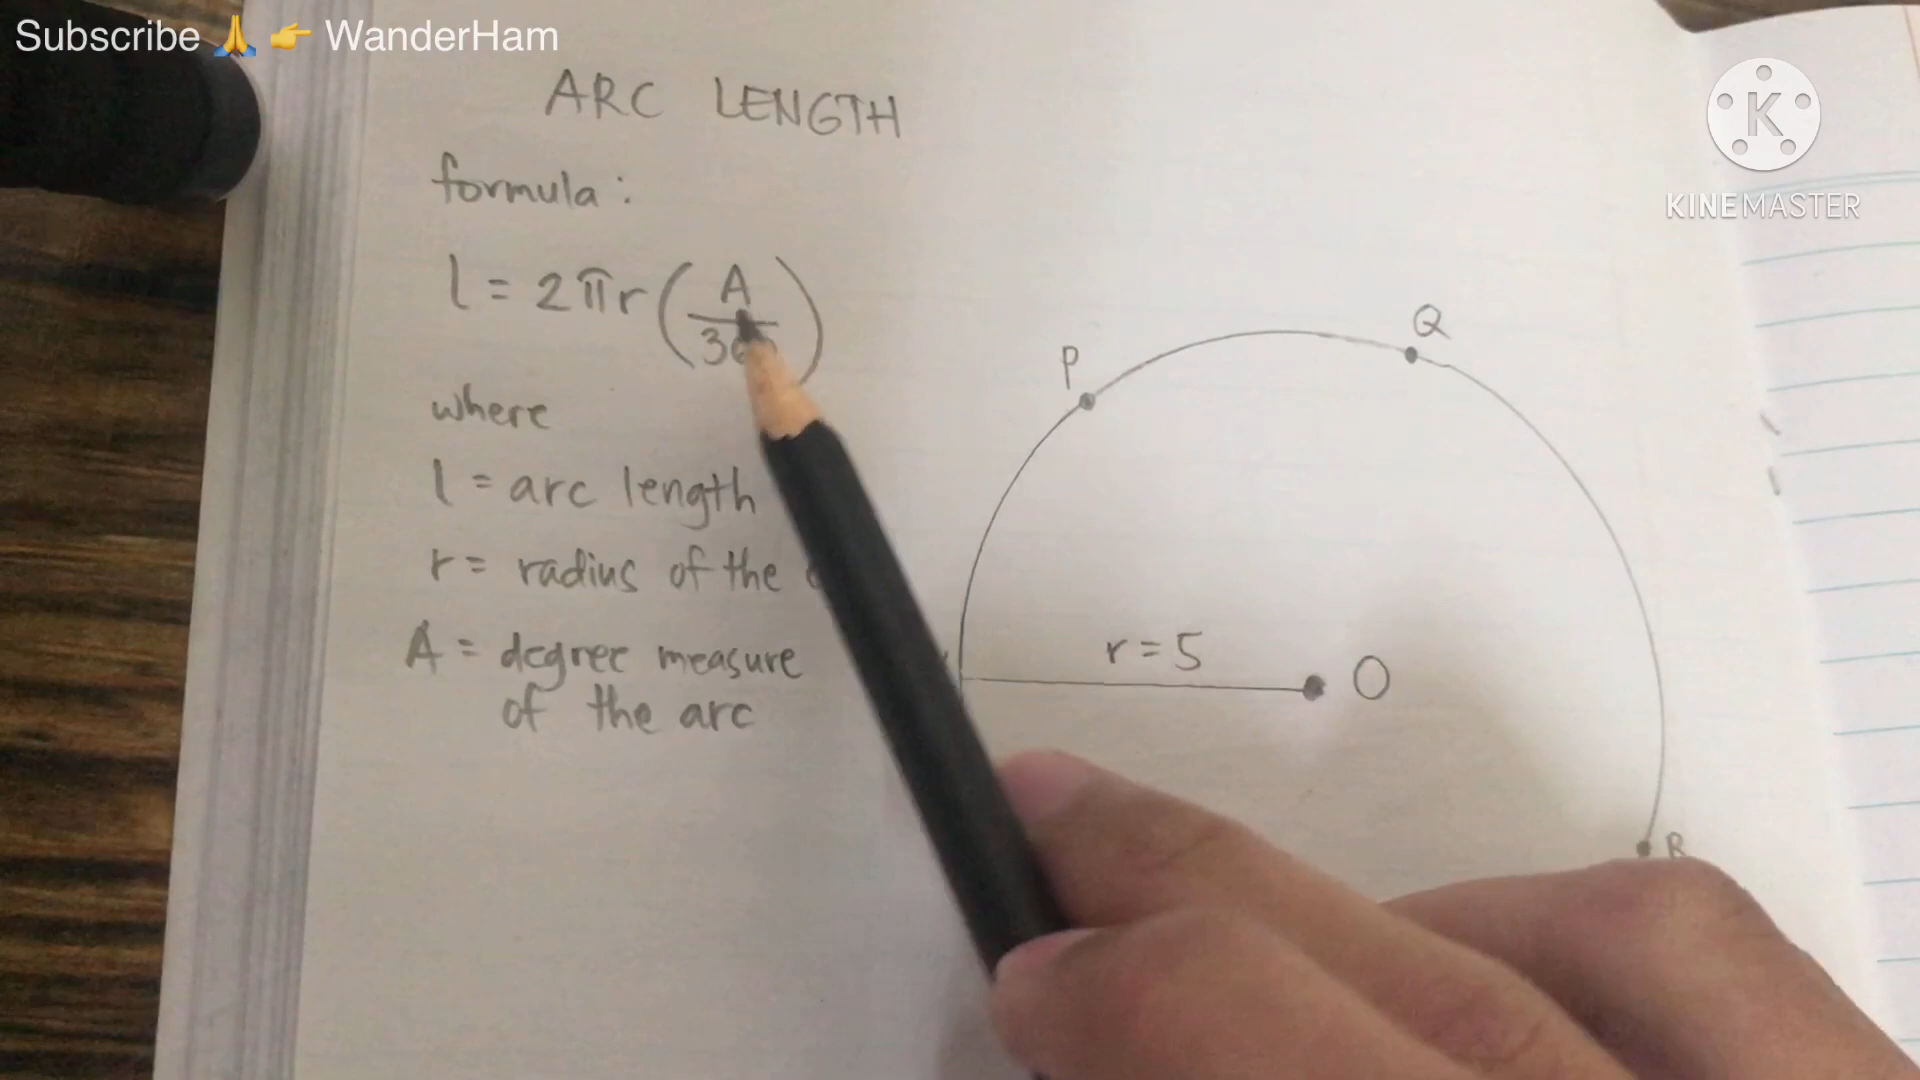 Subscribe 🙏 👉 WanderHam
K
KINEMASTER
ARC LENGTH
formula:
l = 2πr(A/36
where
l = arc length
r = radius of the
A = degree measure
of the arc
P
Q
r = 5
O
R